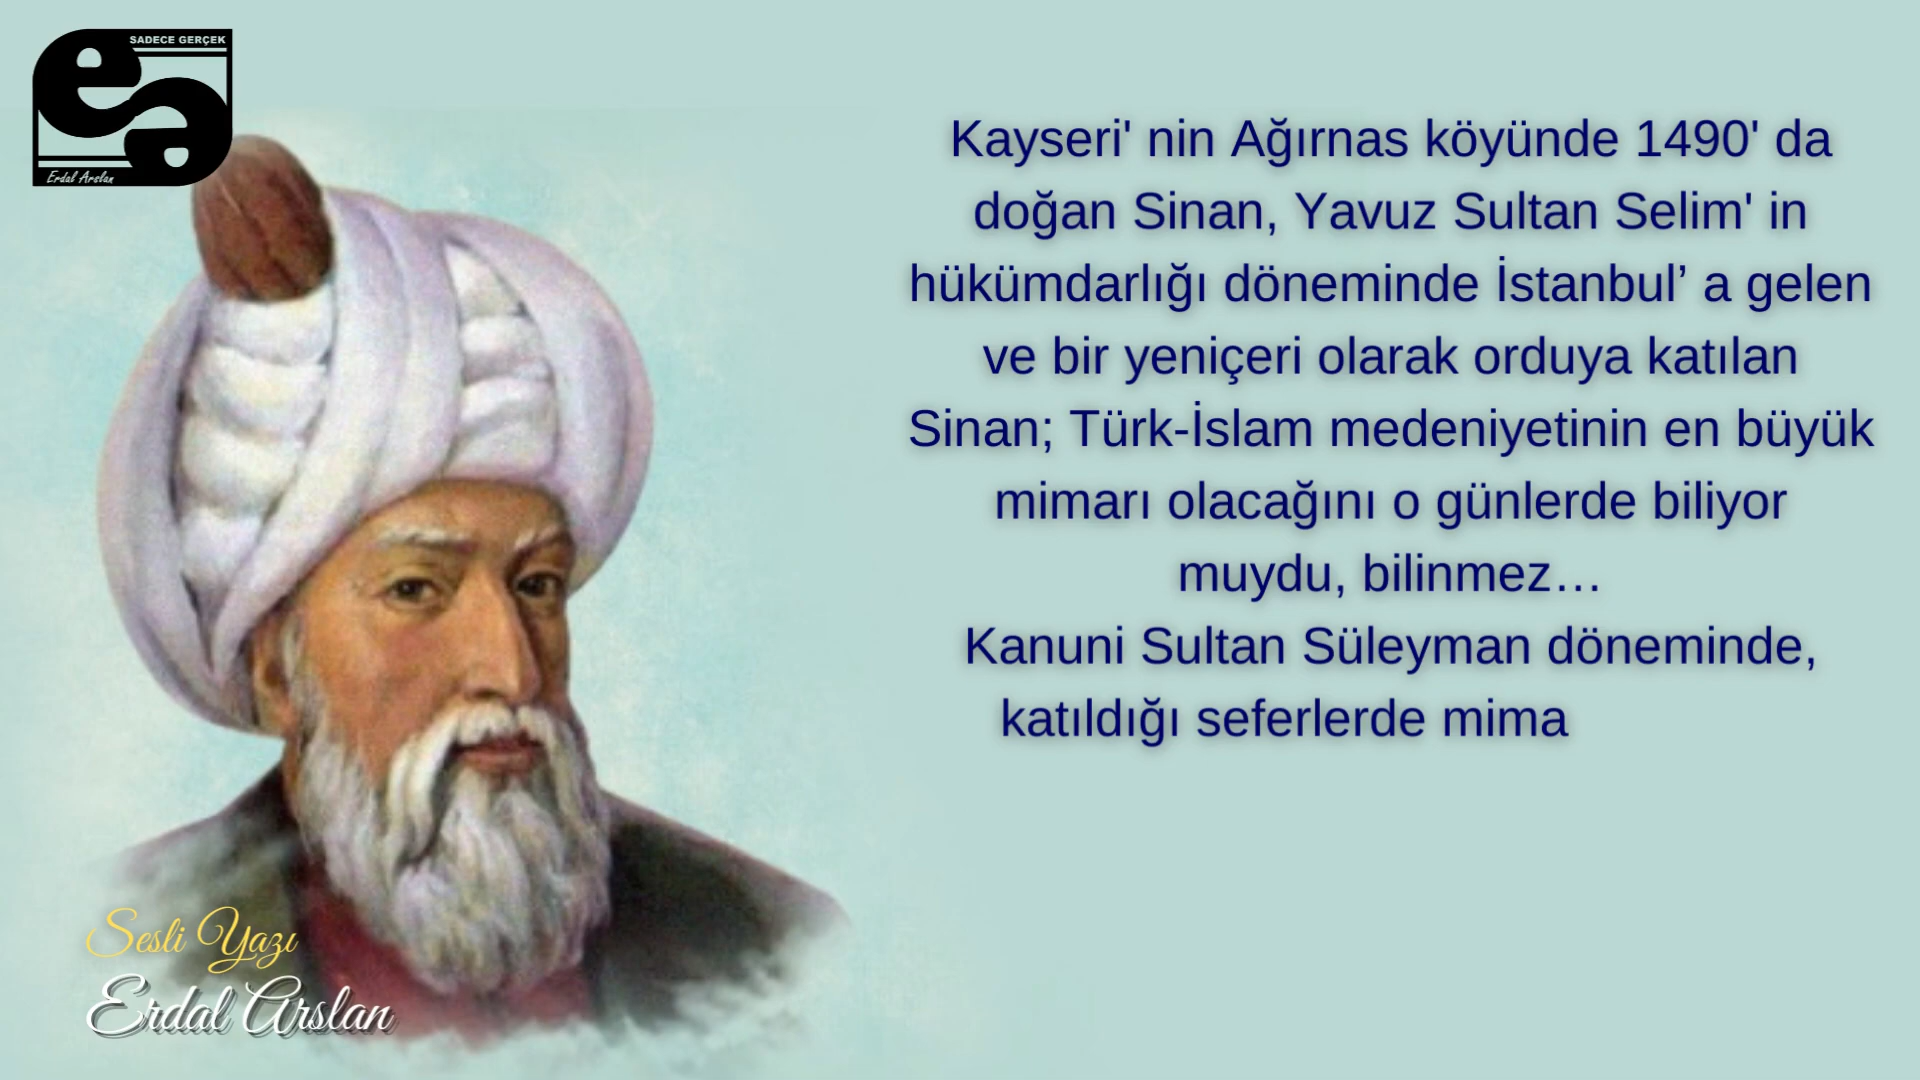 SADECE GERÇEK
ea
Erdal Arslan
Kayseri' nin Ağırnas köyünde 1490' da
doğan Sinan, Yavuz Sultan Selim' in
hükümdarlığı döneminde İstanbul’ a gelen
ve bir yeniçeri olarak orduya katılan
Sinan; Türk-İslam medeniyetinin en büyük
mimarı olacağını o günlerde biliyor
muydu, bilinmez…
Kanuni Sultan Süleyman döneminde,
katıldığı seferlerde mima
Sesli Yazı
Erdal Arslan